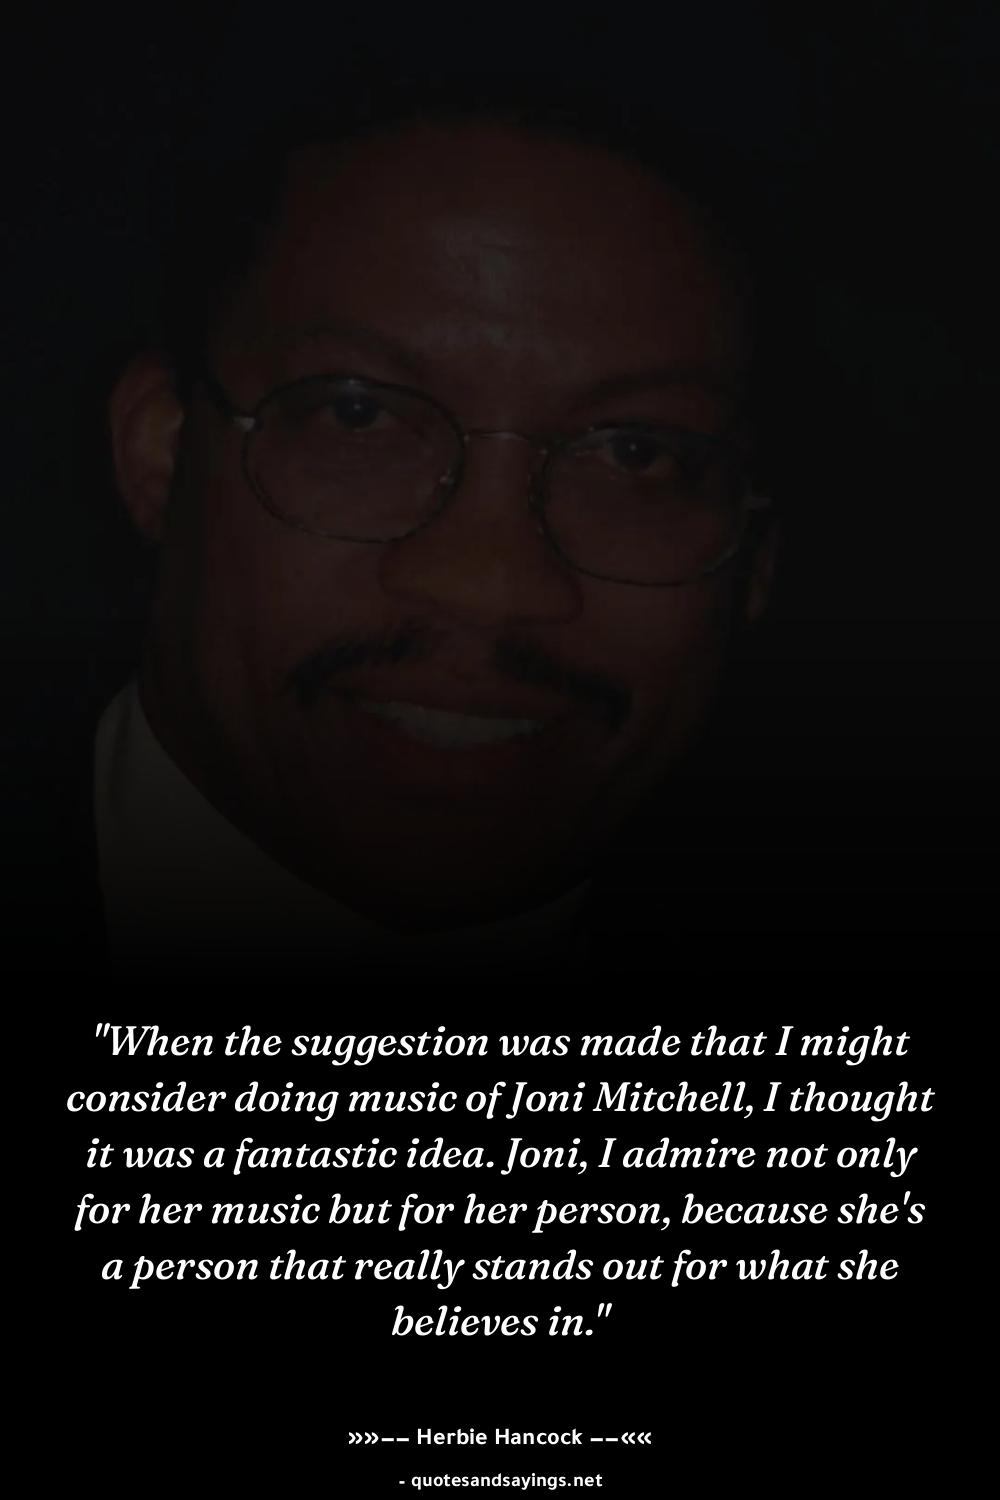 "When the suggestion was made that I might
consider doing music of Joni Mitchell, I thought
it was a fantastic idea. Joni, I admire not only
for her music but for her person, because she's
a person that really stands out for what she
believes in."
»»−− Herbie Hancock −−««
- quotesandsayings.net